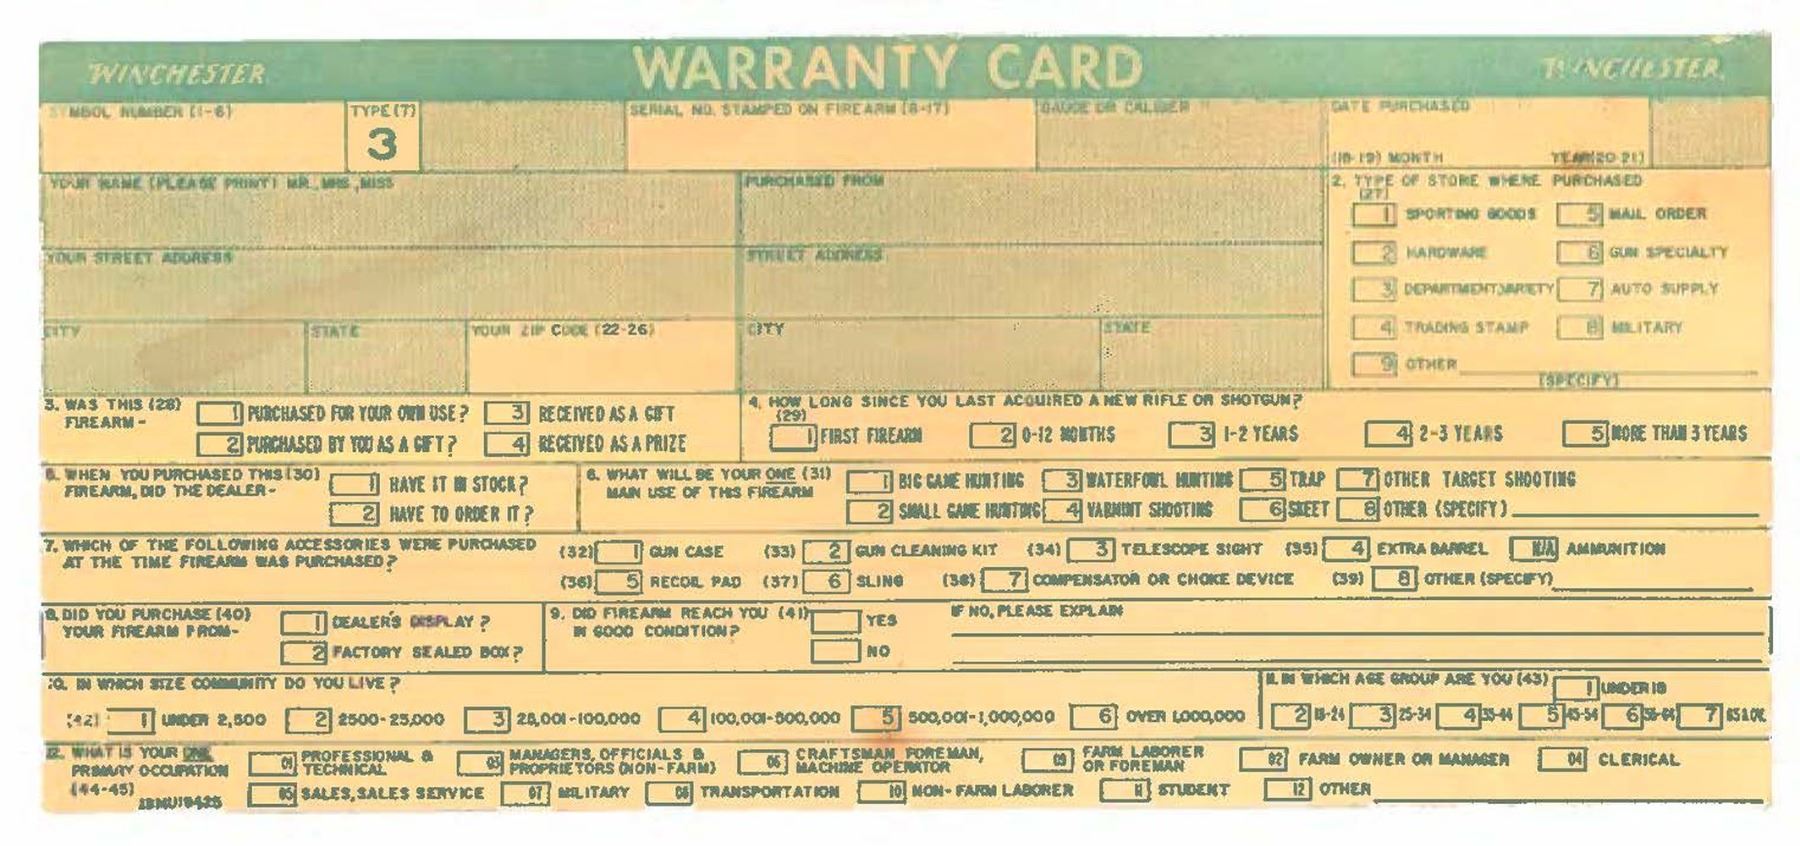 WINCHESTER WARRANTY CARD WINCHESTER
SYMBOL NUMBER (1-6) TYPE (7) SERIAL NO. STAMPED ON FIREARM (8-17) GAUGE OR CALIBER DATE PURCHASED
3
(18-19) MONTH YEAR (20-21)
YOUR NAME (PLEASE PRINT) MR., MRS., MISS PURCHASED FROM 2. TYPE OF STORE WHERE PURCHASED
(27)
1 SPORTING GOODS 5 MAIL ORDER
YOUR STREET ADDRESS STREET ADDRESS 2 HARDWARE 6 GUN SPECIALTY
3 DEPARTMENT/VARIETY 7 AUTO SUPPLY
CITY STATE YOUR ZIP CODE (22-26) CITY STATE 4 TRADING STAMP 8 MILITARY
9 OTHER
(SPECIFY)
3. WAS THIS (28) FIREARM -
1 PURCHASED FOR YOUR OWN USE? 3 RECEIVED AS A GIFT
2 PURCHASED BY YOU AS A GIFT? 4 RECEIVED AS A PRIZE
4. HOW LONG SINCE YOU LAST ACQUIRED A NEW RIFLE OR SHOTGUN?
(29)
1 FIRST FIREARM 2 0-12 MONTHS 3 1-2 YEARS 4 2-3 YEARS 5 MORE THAN 3 YEARS
5. WHEN YOU PURCHASED THIS (30)
FIREARM, DID THE DEALER-
1 HAVE IT IN STOCK?
2 HAVE TO ORDER IT?
6. WHAT WILL BE YOUR ONE (31)
MAIN USE OF THIS FIREARM
1 BIG GAME HUNTING 3 WATERFOWL HUNTING 5 TRAP 7 OTHER TARGET SHOOTING
2 SMALL GAME HUNTING 4 VARMINT SHOOTING 6 SKEET 8 OTHER (SPECIFY)
7. WHICH OF THE FOLLOWING ACCESSORIES WERE PURCHASED
AT THE TIME FIREARM WAS PURCHASED?
(32) 1 GUN CASE (33) 2 GUN CLEANING KIT (34) 3 TELESCOPE SIGHT (35) 4 EXTRA BARREL N/A AMMUNITION
(36) 5 RECOIL PAD (37) 6 SLING (38) 7 COMPENSATOR OR CHOKE DEVICE (39) 8 OTHER (SPECIFY)
8. DID YOU PURCHASE (40)
YOUR FIREARM FROM-
1 DEALER'S DISPLAY?
2 FACTORY SEALED BOX?
9. DID FIREARM REACH YOU (41)
IN GOOD CONDITION?
YES
NO
IF NO, PLEASE EXPLAIN
10. IN WHICH SIZE COMMUNITY DO YOU LIVE?
(42) 1 UNDER 2,500 2 2500-25,000 3 25,001-100,000 4 100,001-500,000 5 500,001-1,000,000 6 OVER 1,000,000
11. IN WHICH AGE GROUP ARE YOU (43) 1 UNDER 18
2 18-24 3 25-34 4 35-44 5 45-54 6 55-64 7 65 & OV.
12. WHAT IS YOUR ONE
PRIMARY OCCUPATION
(44-45)
01 PROFESSIONAL & TECHNICAL 03 MANAGERS, OFFICIALS & PROPRIETORS (NON-FARM) 06 CRAFTSMAN FOREMAN, MACHINE OPERATOR 09 FARM LABORER OR FOREMAN 02 FARM OWNER OR MANAGER 04 CLERICAL
05 SALES, SALES SERVICE 07 MILITARY 08 TRANSPORTATION 10 NON-FARM LABORER 11 STUDENT 12 OTHER